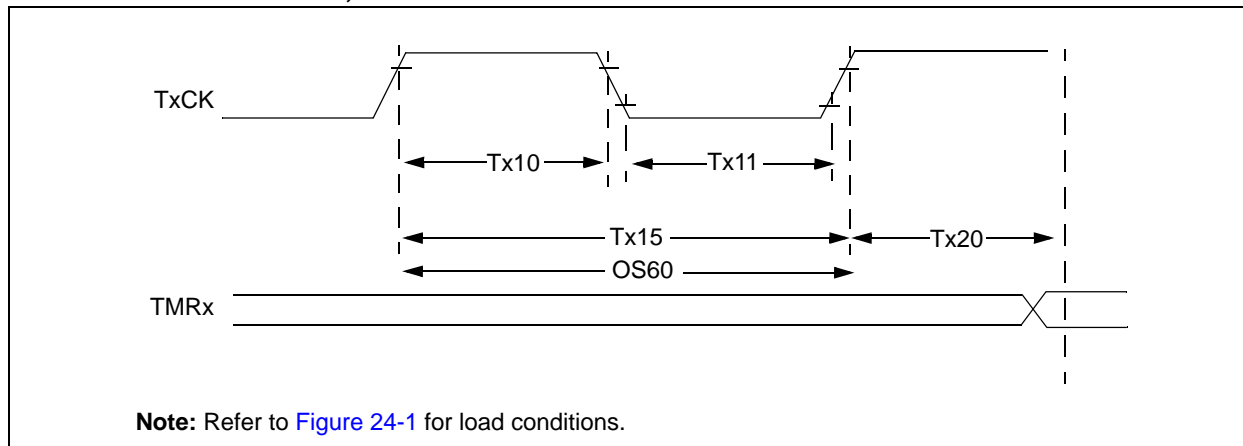 TxCK
Tx10
Tx11
Tx15
Tx20
OS60
TMRx
Note: Refer to Figure 24-1 for load conditions.